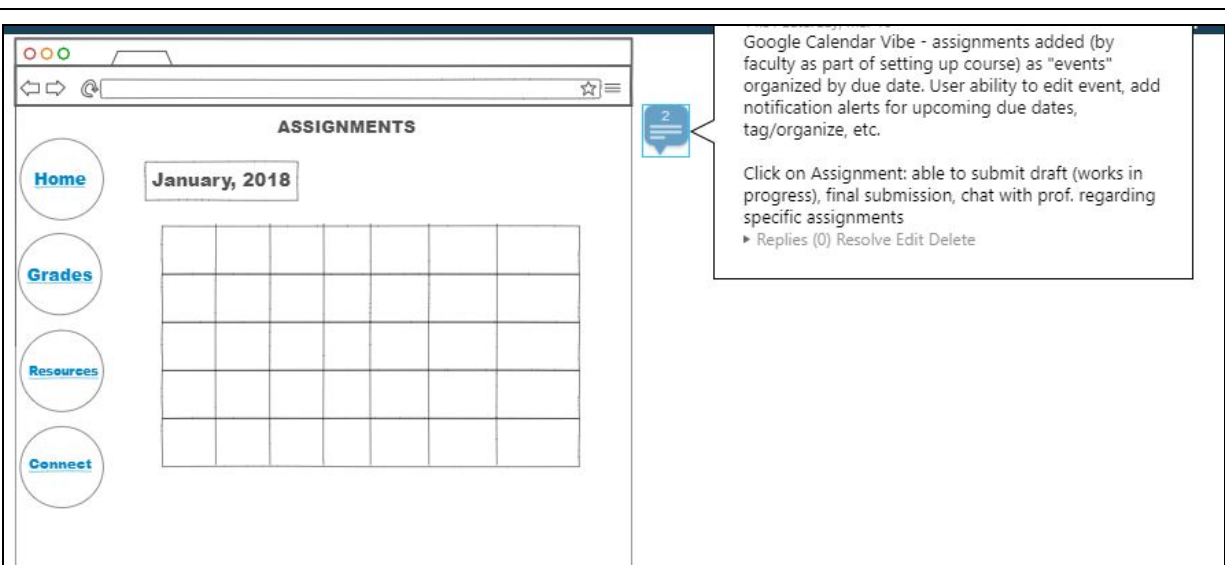 ASSIGNMENTS
Home
January, 2018
Grades
Resources
Connect
Google Calendar Vibe - assignments added (by
faculty as part of setting up course) as "events"
organized by due date. User ability to edit event, add
notification alerts for upcoming due dates,
tag/organize, etc.
Click on Assignment: able to submit draft (works in
progress), final submission, chat with prof. regarding
specific assignments
Replies (0) Resolve Edit Delete
2